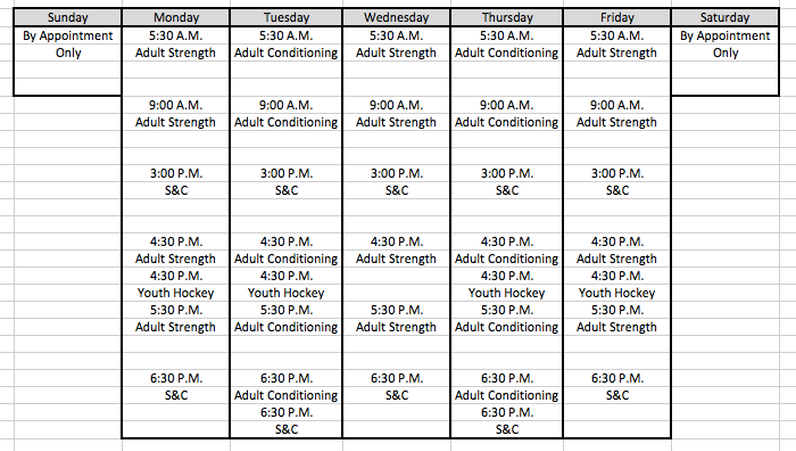 Sunday Monday Tuesday Wednesday Thursday Friday Saturday
By Appointment 5:30 A.M. 5:30 A.M. 5:30 A.M. 5:30 A.M. 5:30 A.M. By Appointment
Only Adult Strength Adult Conditioning Adult Strength Adult Conditioning Adult Strength Only
9:00 A.M. 9:00 A.M. 9:00 A.M. 9:00 A.M. 9:00 A.M.
Adult Strength Adult Conditioning Adult Strength Adult Conditioning Adult Strength
3:00 P.M. 3:00 P.M. 3:00 P.M. 3:00 P.M. 3:00 P.M.
S&C S&C S&C S&C S&C
4:30 P.M. 4:30 P.M. 4:30 P.M. 4:30 P.M. 4:30 P.M.
Adult Strength Adult Conditioning Adult Strength Adult Conditioning Adult Strength
4:30 P.M. 4:30 P.M. 4:30 P.M. 4:30 P.M.
Youth Hockey Youth Hockey Youth Hockey Youth Hockey
5:30 P.M. 5:30 P.M. 5:30 P.M. 5:30 P.M. 5:30 P.M.
Adult Strength Adult Conditioning Adult Strength Adult Conditioning Adult Strength
6:30 P.M. 6:30 P.M. 6:30 P.M. 6:30 P.M. 6:30 P.M.
S&C Adult Conditioning S&C Adult Conditioning S&C
6:30 P.M. 6:30 P.M.
S&C S&C